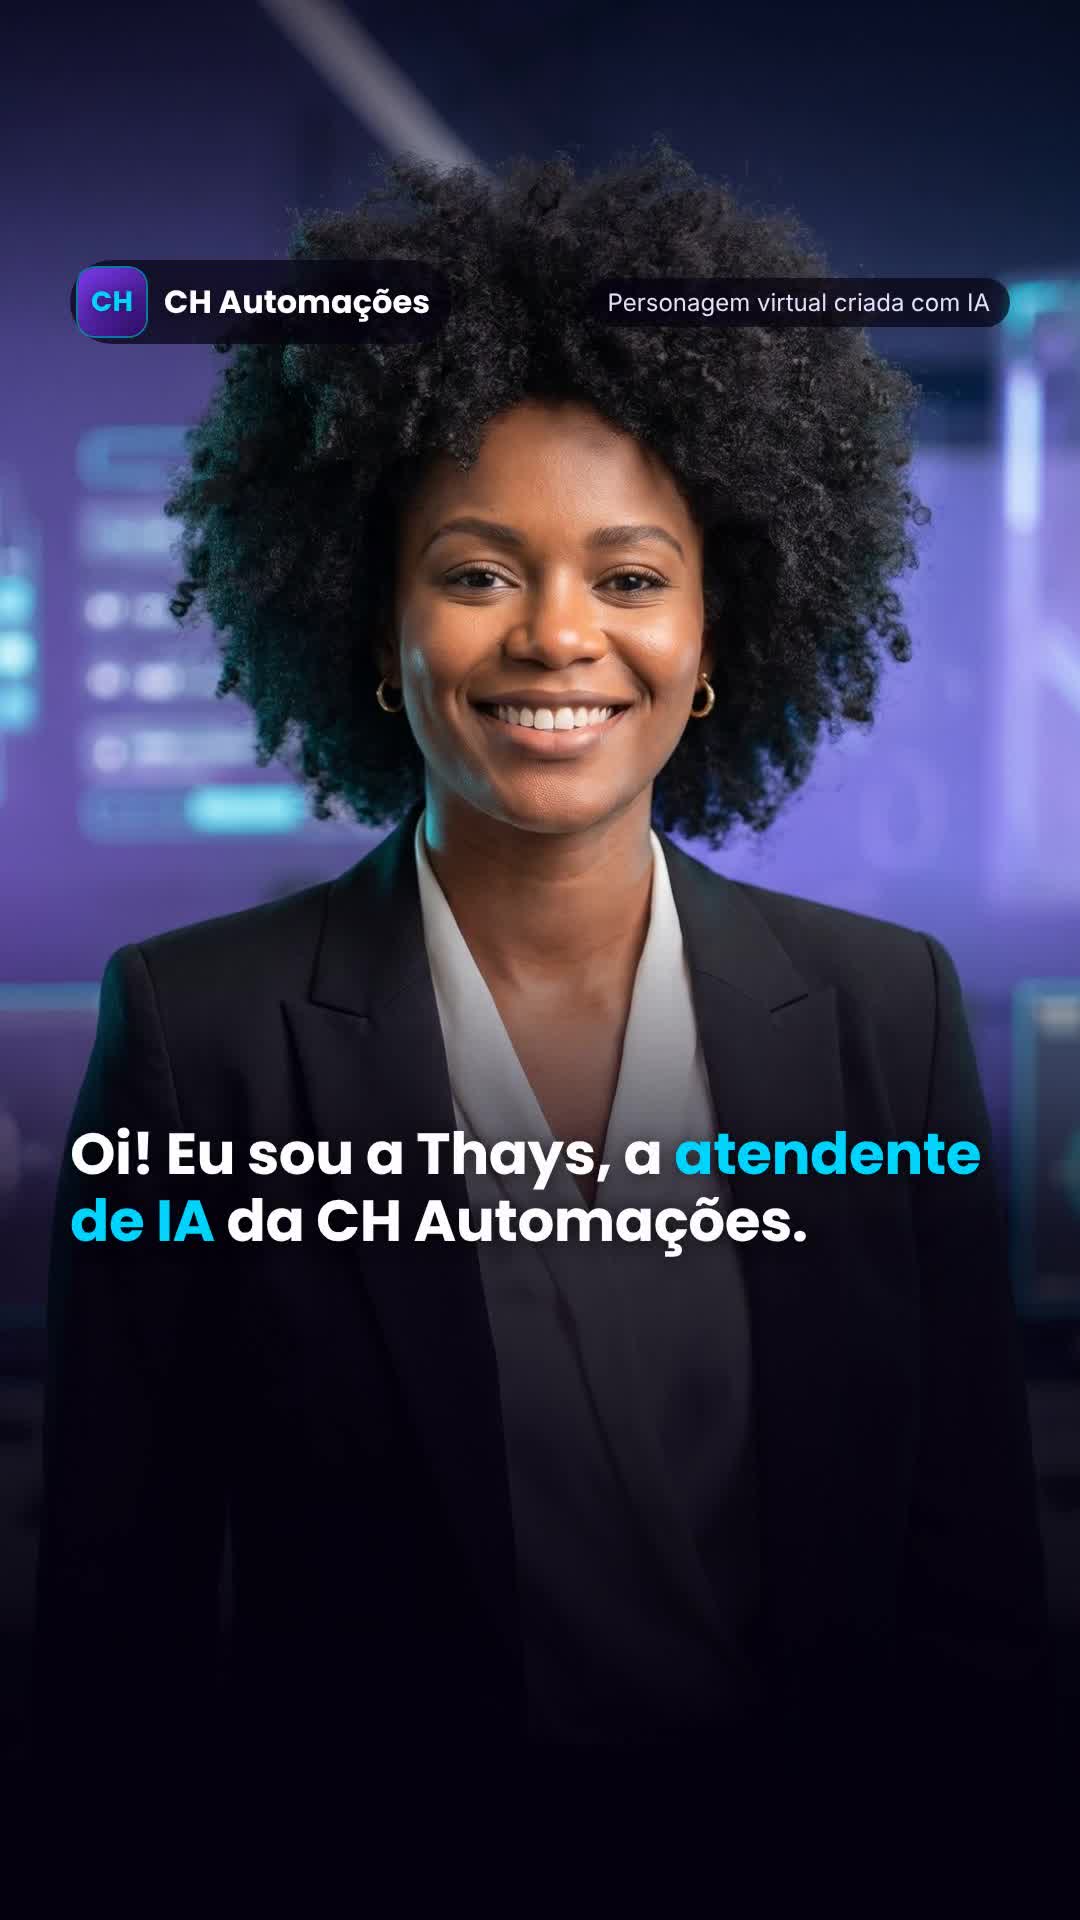 CH
CH Automações
Personagem virtual criada com IA
Oi! Eu sou a Thays, a atendente
de IA da CH Automações.